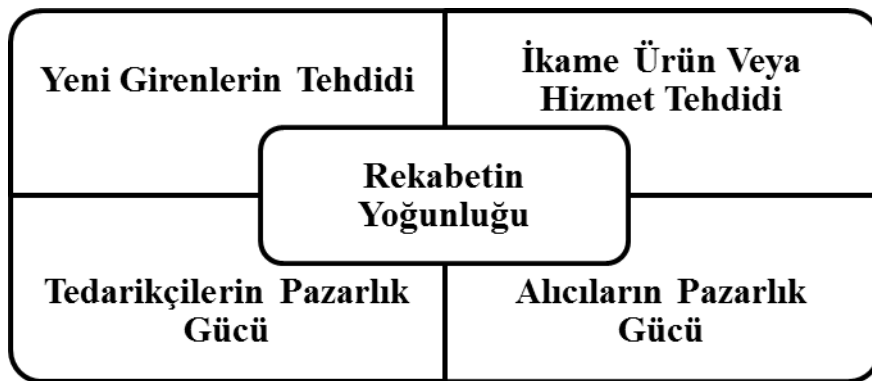 Yeni Girenlerin Tehdidi
İkame Ürün Veya
Hizmet Tehdidi
Rekabetin
Yoğunluğu
Tedarikçilerin Pazarlık
Gücü
Alıcıların Pazarlık
Gücü